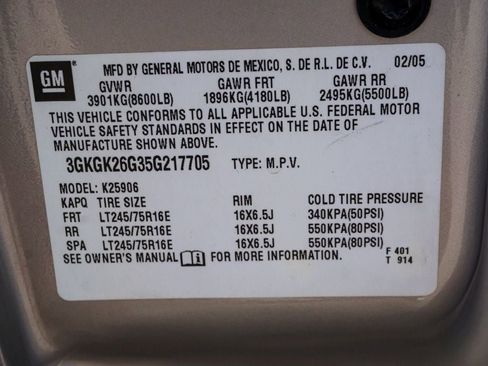 GM
MFD BY GENERAL MOTORS DE MEXICO, S. DE R.L. DE C.V. 02/05
GVWR GAWR FRT GAWR RR
3901KG(8600LB) 1896KG(4180LB) 2495KG(5500LB)
THIS VEHICLE CONFORMS TO ALL APPLICABLE U.S. FEDERAL MOTOR
VEHICLE SAFETY STANDARDS IN EFFECT ON THE DATE OF
MANUFACTURE SHOWN ABOVE.
3GKGK26G35G217705 TYPE: M.P.V.
MODEL: K25906
KAPQ TIRE SIZE RIM COLD TIRE PRESSURE
FRT LT245/75R16E 16X6.5J 340KPA(50PSI)
RR LT245/75R16E 16X6.5J 550KPA(80PSI)
SPA LT245/75R16E 16X6.5J 550KPA(80PSI)
SEE OWNER'S MANUAL FOR MORE INFORMATION.
F 401
T 914